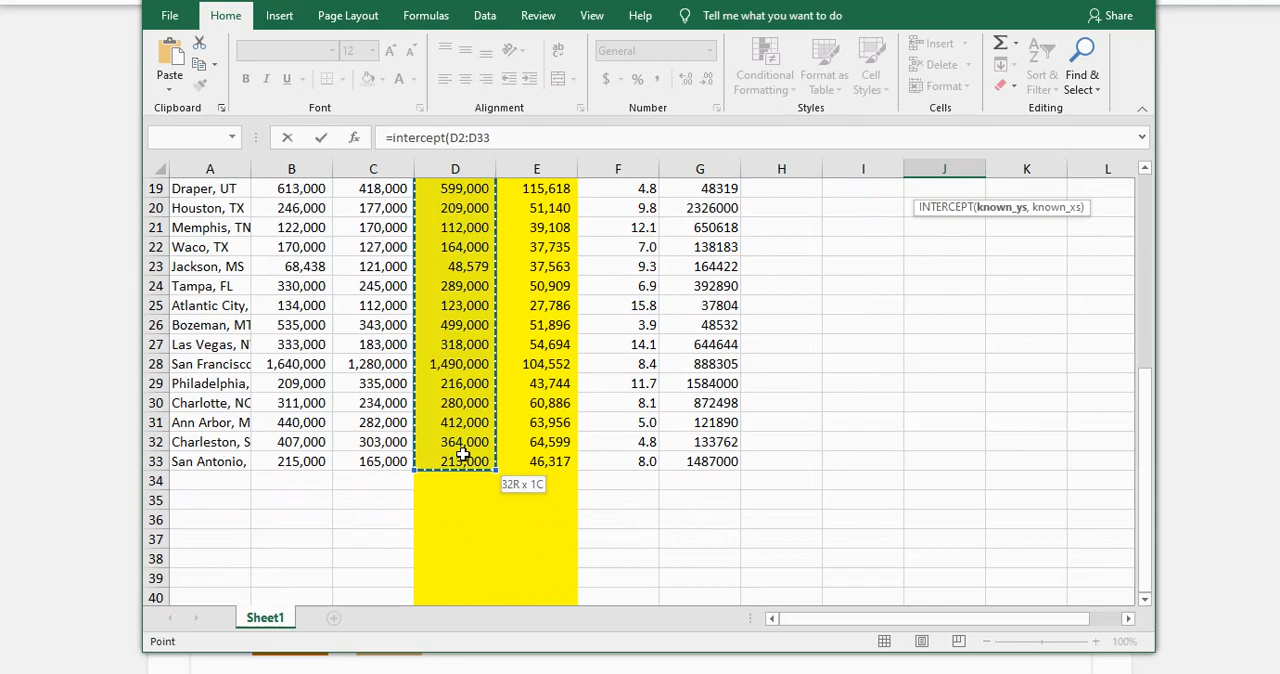 File Home Insert Page Layout Formulas Data Review View Help Tell me what you want to do Share
Paste
12
B I U
ab
General
$ % ,
Conditional Formatting
Format as Table
Cell Styles
Insert
Delete
Format
Sort & Filter
Find & Select
Clipboard Font Alignment Number Styles Cells Editing
fx =intercept(D2:D33
A B C D E F G H I J K L
19 Draper, UT 613,000 418,000 599,000 115,618 4.8 48319
INTERCEPT(known_ys, known_xs)
20 Houston, TX 246,000 177,000 209,000 51,140 9.8 2326000
21 Memphis, TN 122,000 170,000 112,000 39,108 12.1 650618
22 Waco, TX 170,000 127,000 164,000 37,735 7.0 138183
23 Jackson, MS 68,438 121,000 48,579 37,563 9.3 164422
24 Tampa, FL 330,000 245,000 289,000 50,909 6.9 392890
25 Atlantic City, 134,000 112,000 123,000 27,786 15.8 37804
26 Bozeman, MT 535,000 343,000 499,000 51,896 3.9 48532
27 Las Vegas, N 333,000 183,000 318,000 54,694 14.1 644644
28 San Francisco 1,640,000 1,280,000 1,490,000 104,552 8.4 888305
29 Philadelphia, 209,000 335,000 216,000 43,744 11.7 1584000
30 Charlotte, NC 311,000 234,000 280,000 60,886 8.1 872498
31 Ann Arbor, M 440,000 282,000 412,000 63,956 5.0 121890
32 Charleston, S 407,000 303,000 364,000 64,599 4.8 133762
33 San Antonio, 215,000 165,000 213,000 46,317 8.0 1487000
34
32R x 1C
35
36
37
38
39
40
Sheet1
Point 100%